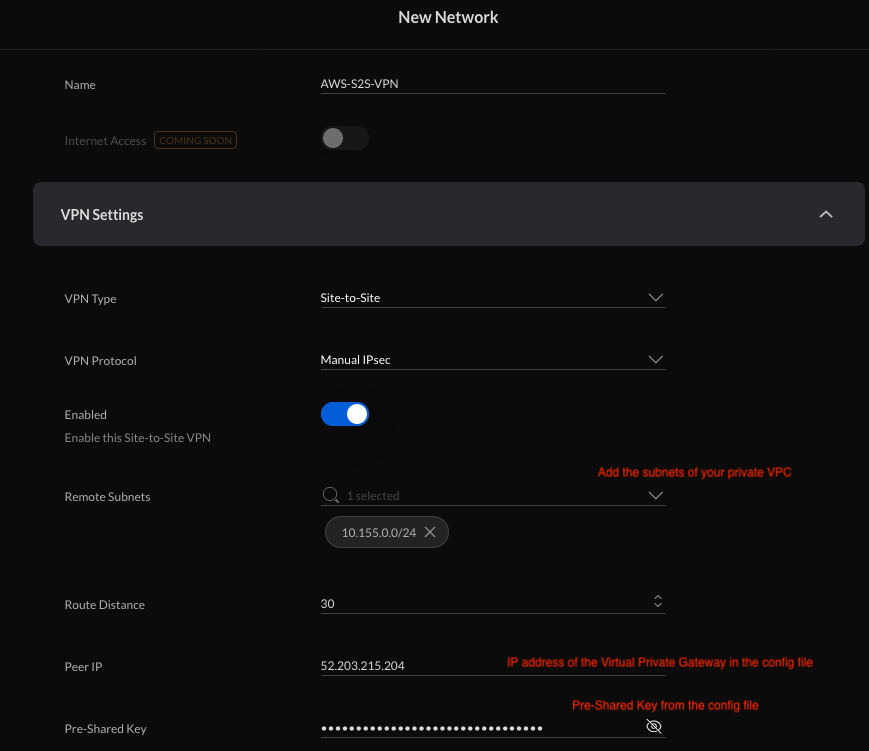 New Network
Name
AWS-S2S-VPN
Internet Access COMING SOON
VPN Settings
VPN Type
Site-to-Site
VPN Protocol
Manual IPsec
Enabled
Enable this Site-to-Site VPN
Add the subnets of your private VPC
Remote Subnets
1 selected
10.155.0.0/24
Route Distance
30
Peer IP
52.203.215.204
IP address of the Virtual Private Gateway in the config file
Pre-Shared Key from the config file
Pre-Shared Key
••••••••••••••••••••••••••••••••